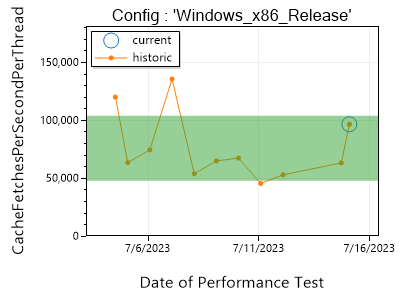 Config : 'Windows_x86_Release'
current
historic
CacheFetchesPerSecondPerThread
150,000
100,000
50,000
0
7/6/2023
7/11/2023
7/16/2023
Date of Performance Test